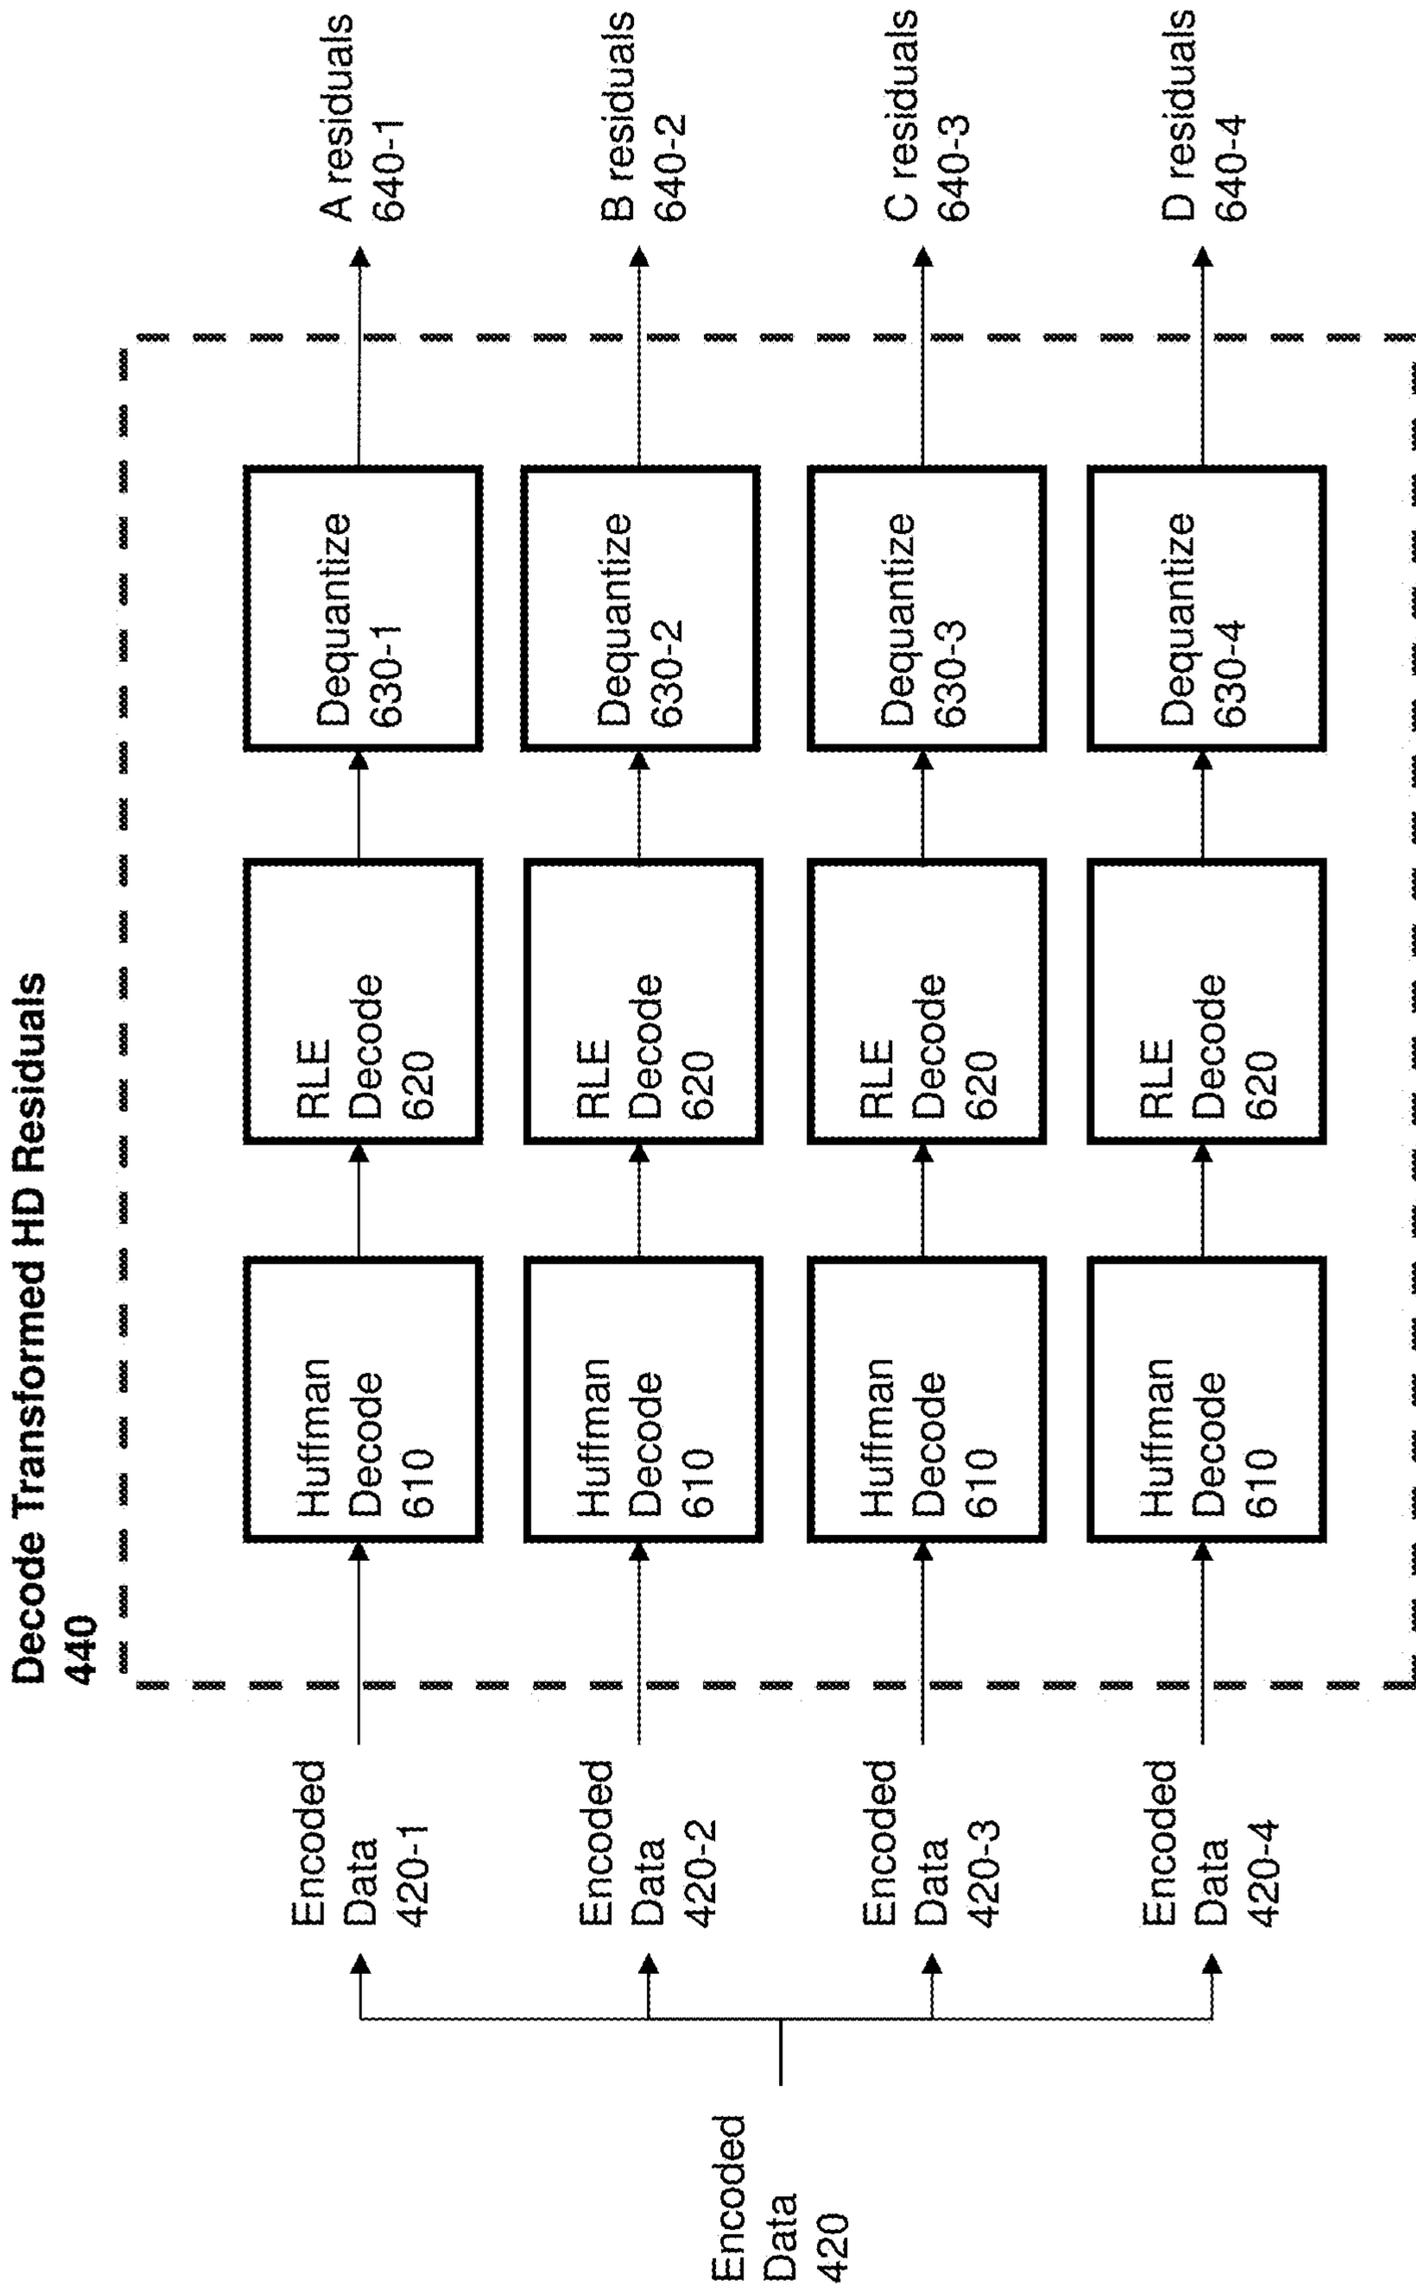 Decode Transformed HD Residuals
440
Encoded
Data
420
Encoded
Data
420-1
Huffman
Decode
610
RLE
Decode
620
Dequantize
630-1
A residuals
640-1
Encoded
Data
420-2
Huffman
Decode
610
RLE
Decode
620
Dequantize
630-2
B residuals
640-2
Encoded
Data
420-3
Huffman
Decode
610
RLE
Decode
620
Dequantize
630-3
C residuals
640-3
Encoded
Data
420-4
Huffman
Decode
610
RLE
Decode
620
Dequantize
630-4
D residuals
640-4